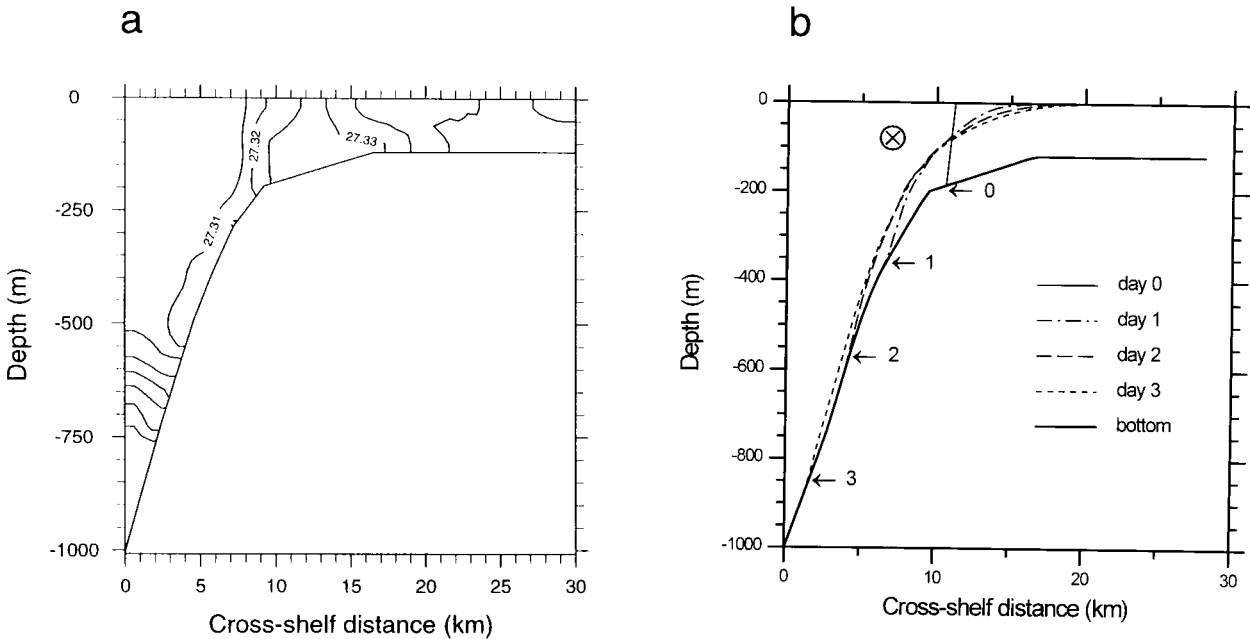 a
0
-250
-500
-750
-1000
Depth (m)
27.32
27.33
27.31
0 5 10 15 20 25 30
Cross-shelf distance (km)
b
0
-200
-400
-600
-800
-1000
Depth (m)
0
1
2
3
day 0
day 1
day 2
day 3
bottom
0 10 20 30
Cross-shelf distance (km)